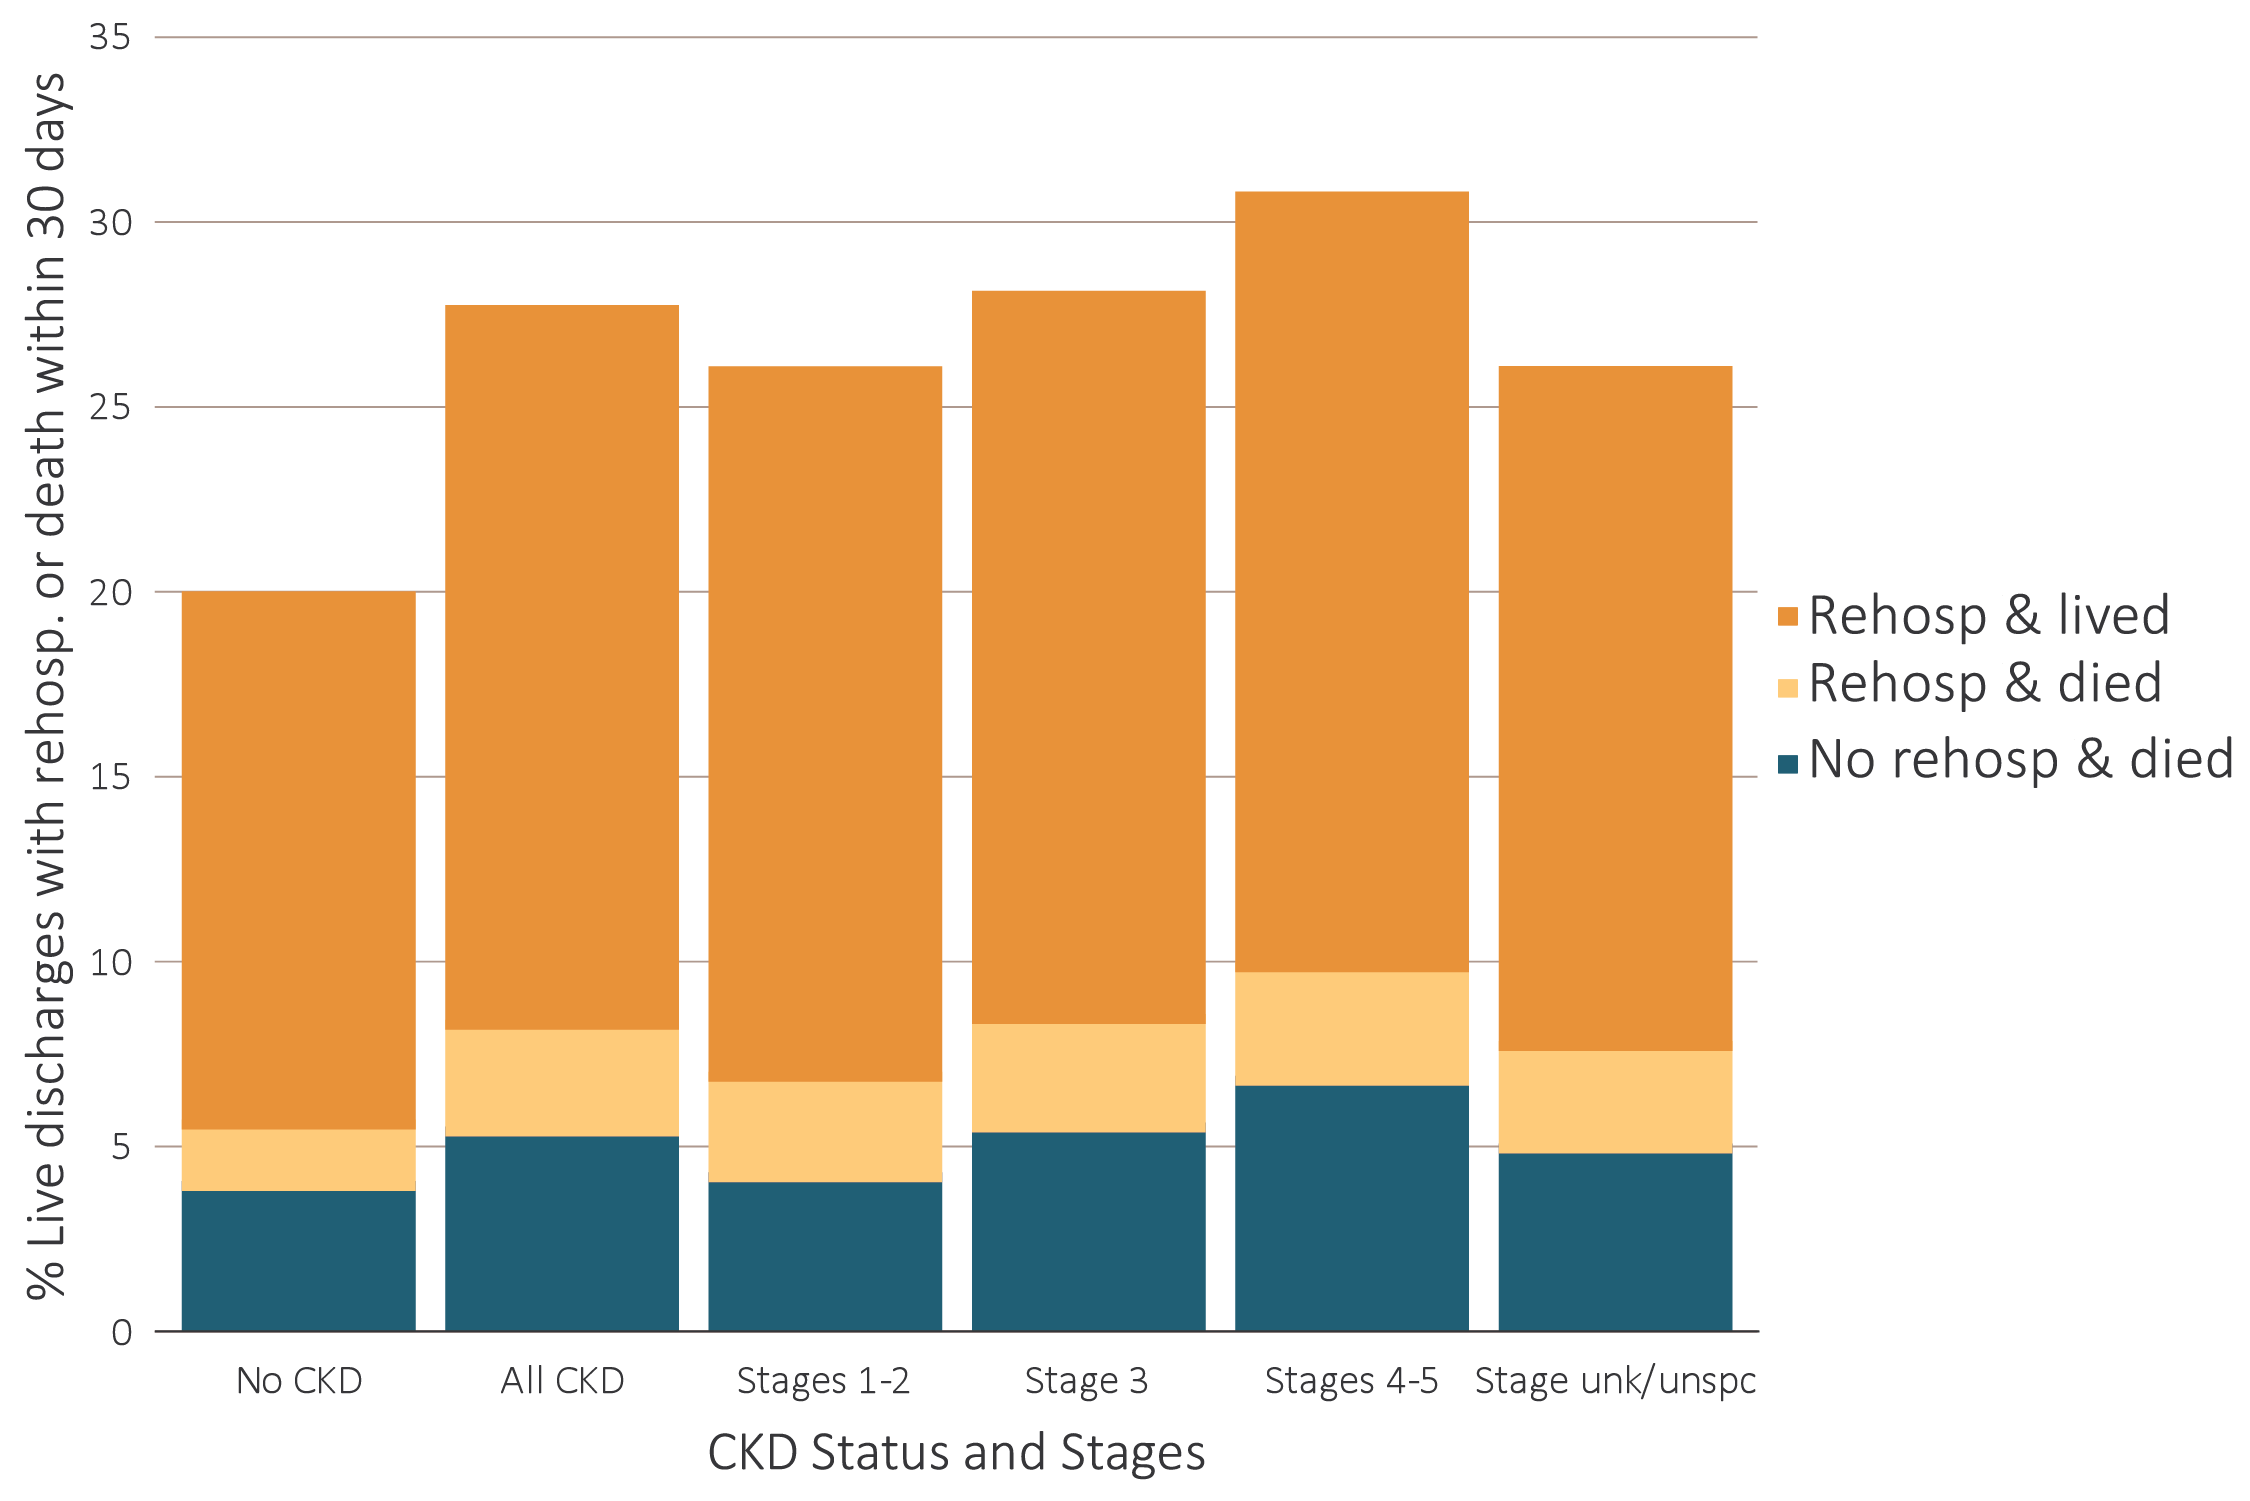 % Live discharges with rehosp. or death within 30 days
35
30
25
20
15
10
5
0
No CKD
All CKD
Stages 1-2
Stage 3
Stages 4-5
Stage unk/unspc
CKD Status and Stages
Rehosp & lived
Rehosp & died
No rehosp & died